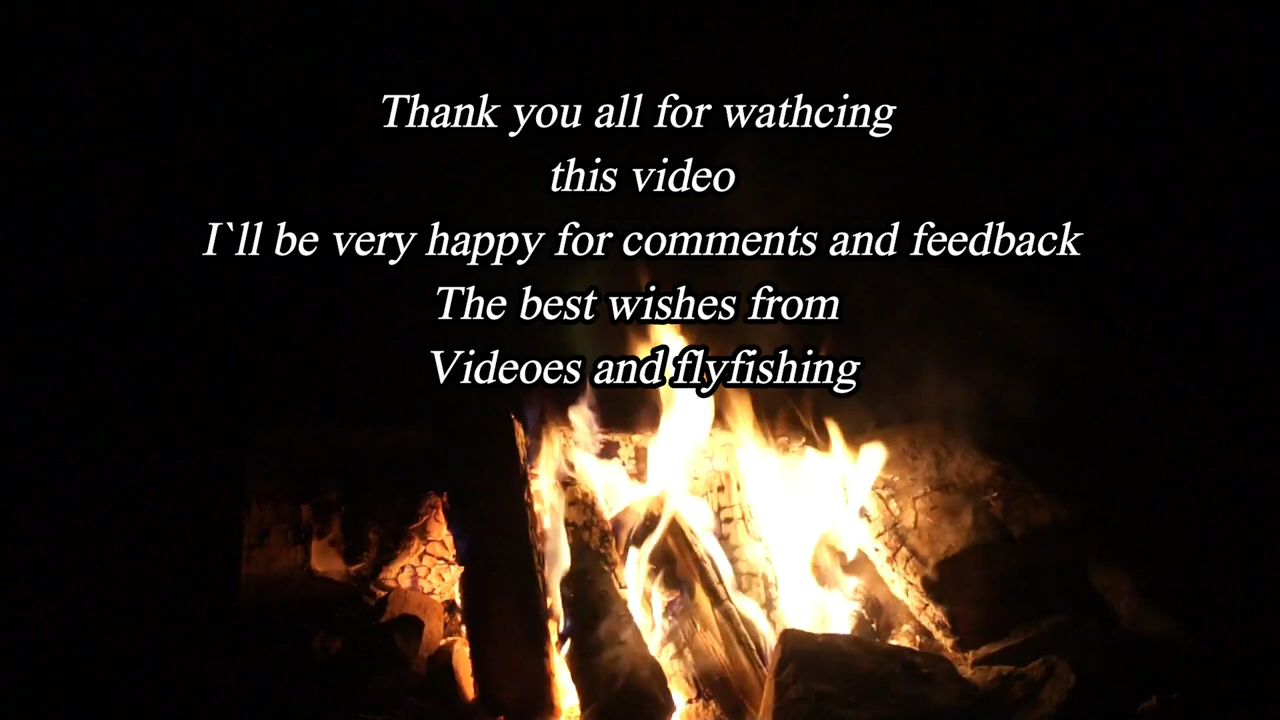 Thank you all for wathcing
this video
I`ll be very happy for comments and feedback
The best wishes from
Videoes and flyfishing